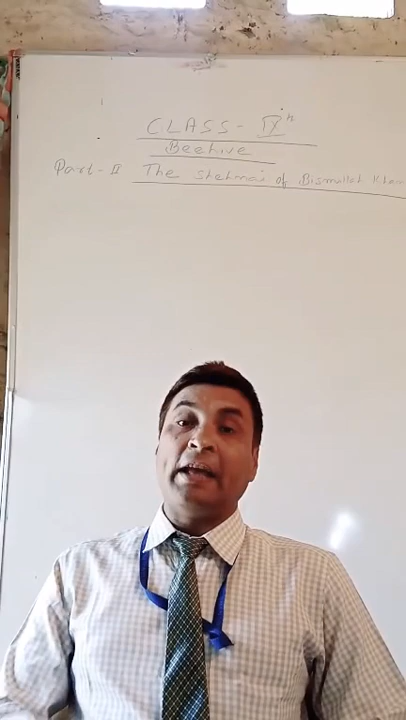 CLASS - IXth
Beehive
Part - II The Shehnai of Bismillah Khan